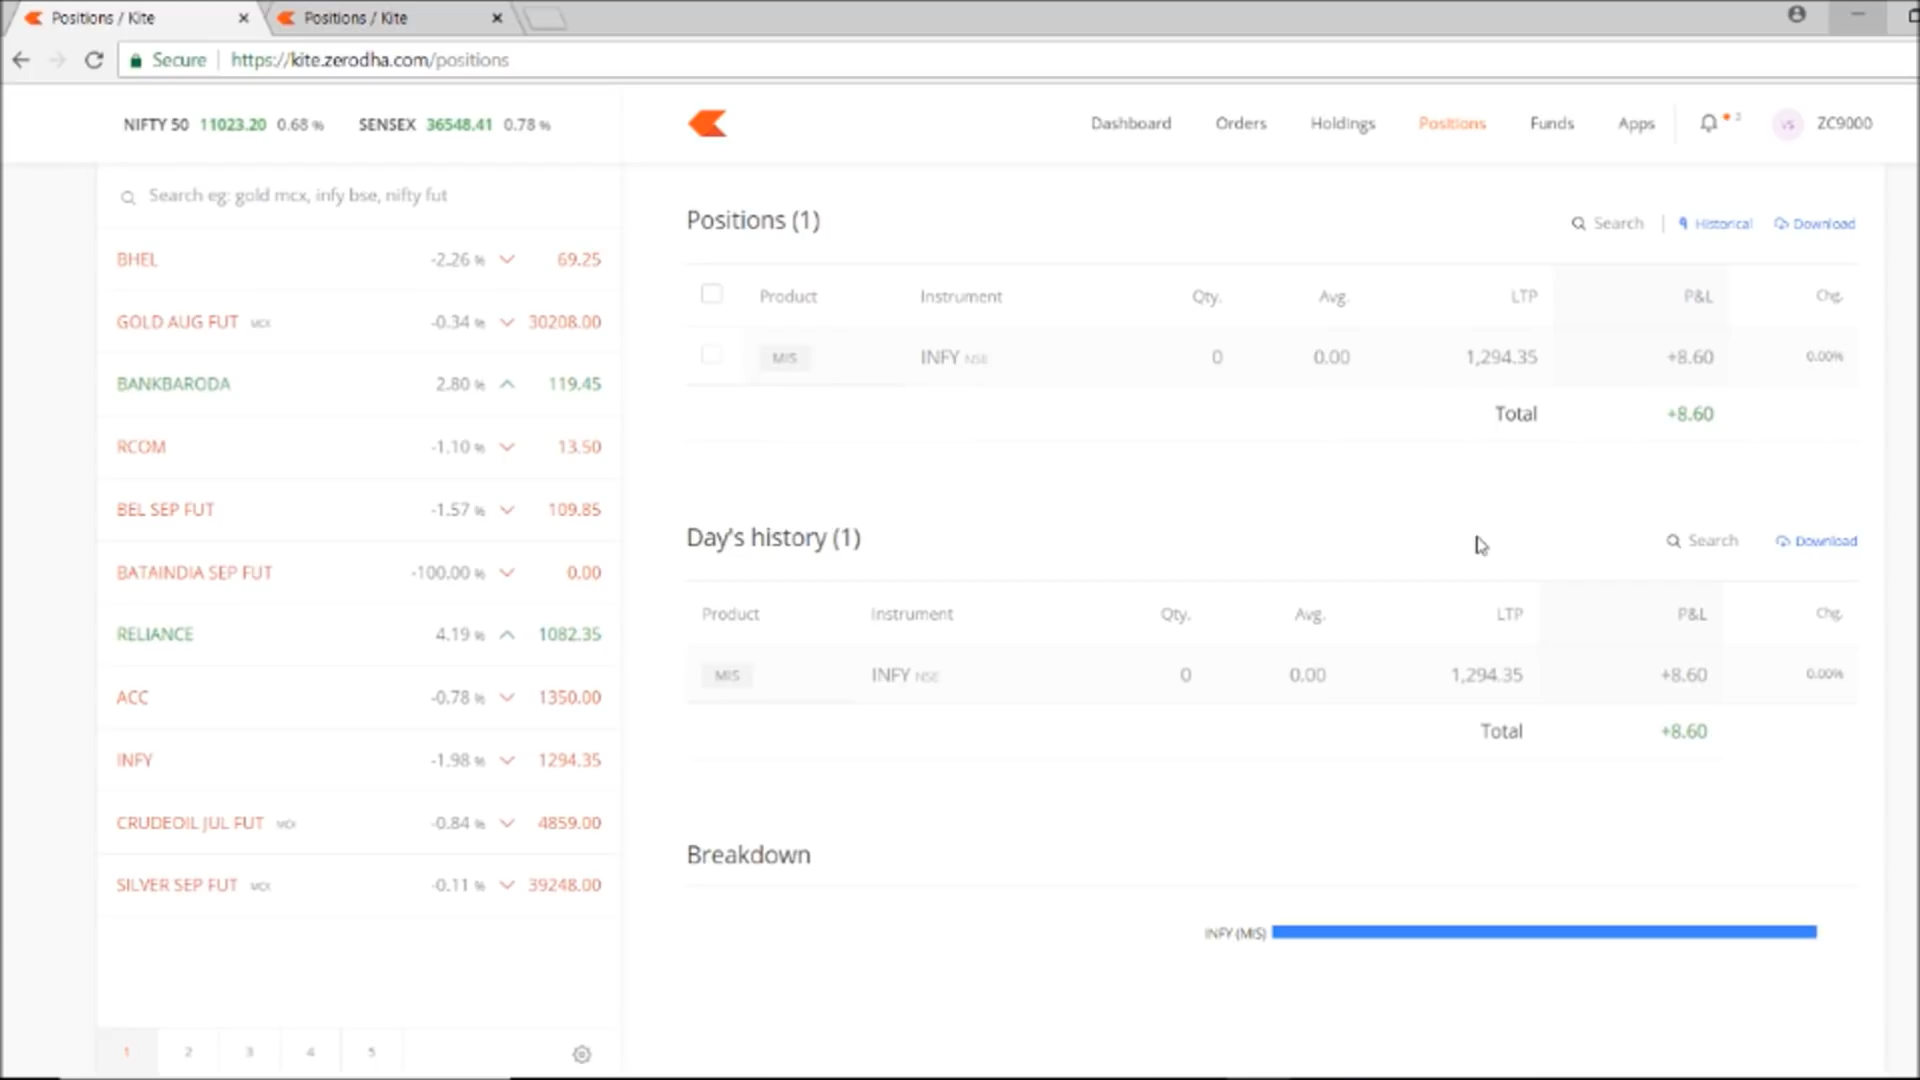 Positions / Kite
Positions / Kite
Secure https://kite.zerodha.com/positions
NIFTY 50 11023.20 0.68 % SENSEX 36548.41 0.78 %
Dashboard Orders Holdings Positions Funds Apps ZC9000
Search eg: gold mcx, infy bse, nifty fut
BHEL -2.26 % 69.25
GOLD AUG FUT MCX -0.34 % 30208.00
BANKBARODA 2.80 % 119.45
RCOM -1.10 % 13.50
BEL SEP FUT -1.57 % 109.85
BATAINDIA SEP FUT -100.00 % 0.00
RELIANCE 4.19 % 1082.35
ACC -0.78 % 1350.00
INFY -1.98 % 1294.35
CRUDEOIL JUL FUT MCX -0.84 % 4859.00
SILVER SEP FUT MCX -0.11 % 39248.00
1 2 3 4 5
Positions (1)
Search Historical Download
Product Instrument Qty. Avg. LTP P&L Chg.
MIS INFY NSE 0 0.00 1,294.35 +8.60 0.00%
Total +8.60
Day's history (1)
Search Download
Product Instrument Qty. Avg. LTP P&L Chg.
MIS INFY NSE 0 0.00 1,294.35 +8.60 0.00%
Total +8.60
Breakdown
INFY (MIS)